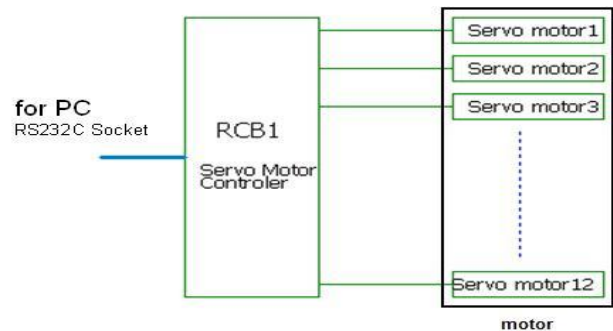 for PC
RS232C Socket
RCB1
Servo Motor
Controler
Servo motor1
Servo motor2
Servo motor3
Servo motor12
motor